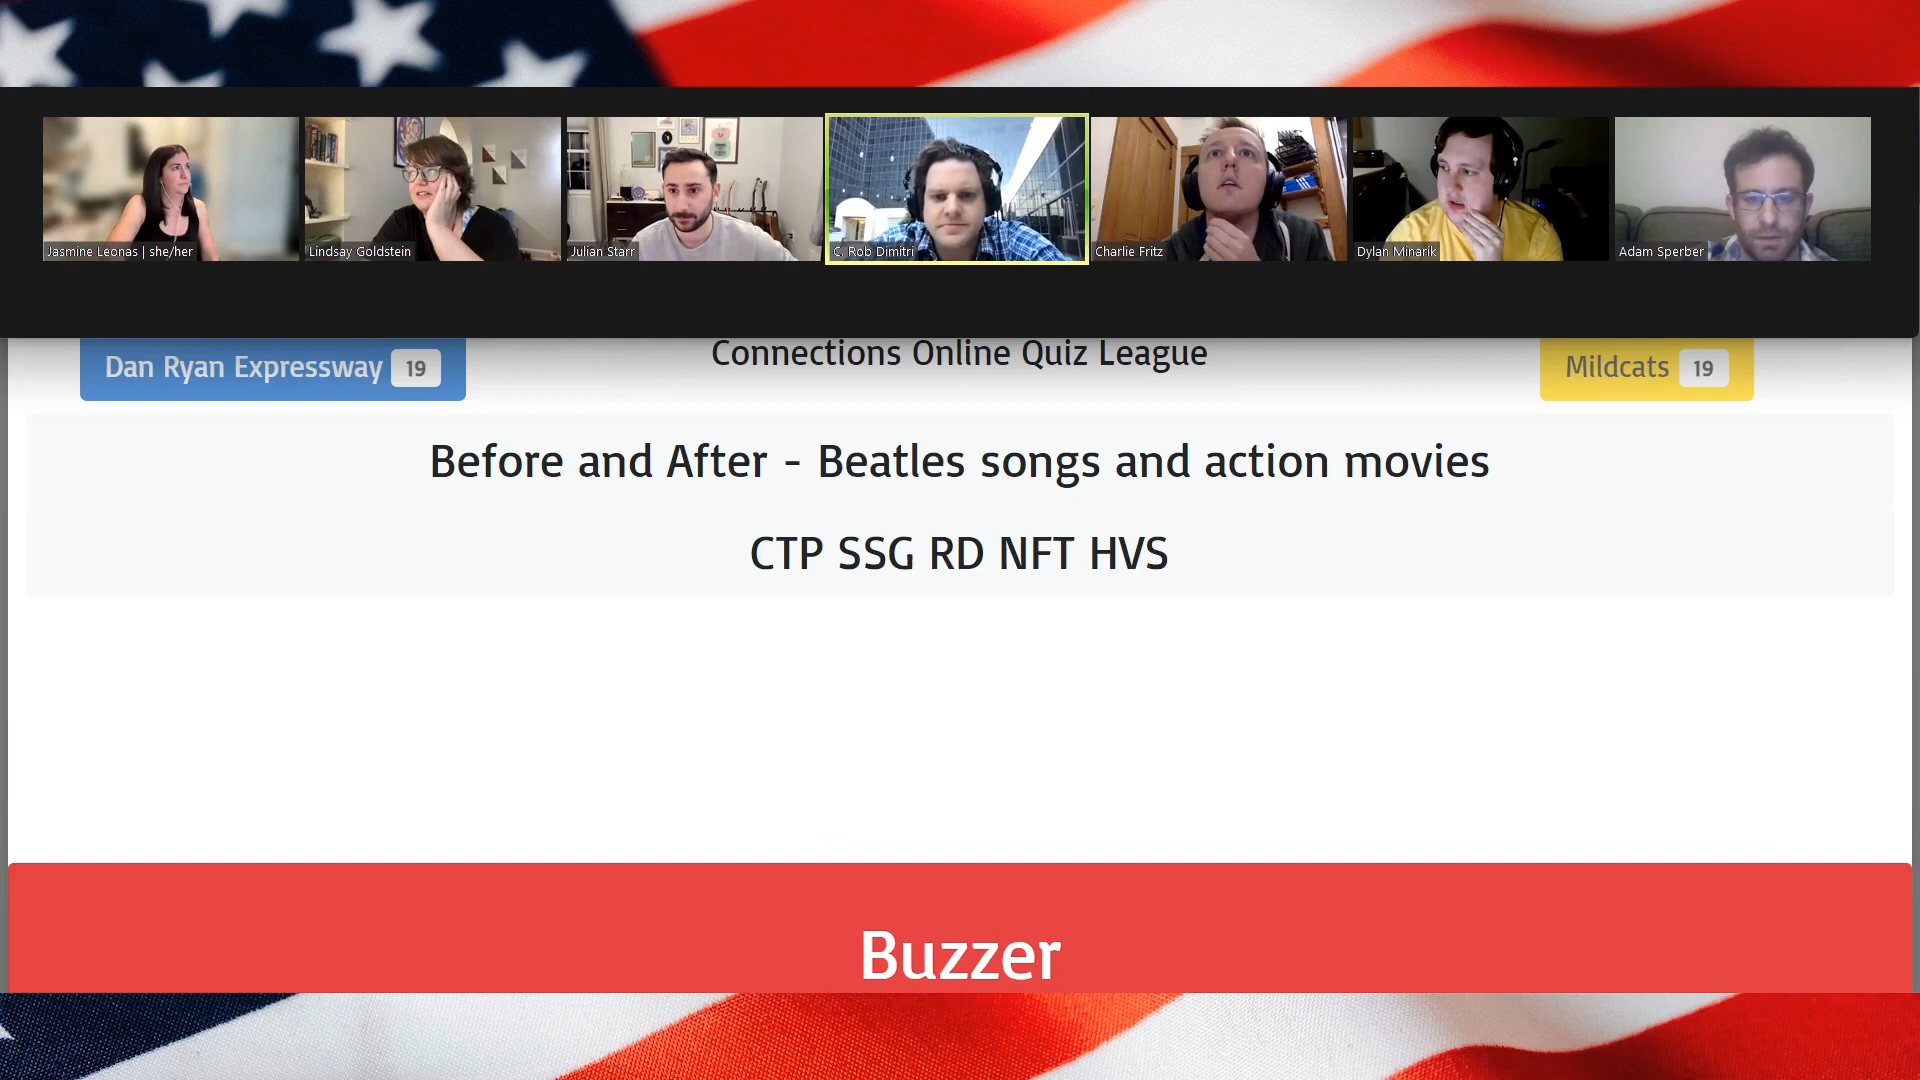 Jasmine Leonas | she/her
Lindsay Goldstein
Julian Starr
C. Rob Dimitri
Charlie Fritz
Dylan Minarik
Adam Sperber
Dan Ryan Expressway 19
Connections Online Quiz League
Mildcats 19
Before and After - Beatles songs and action movies
CTP SSG RD NFT HVS
Buzzer